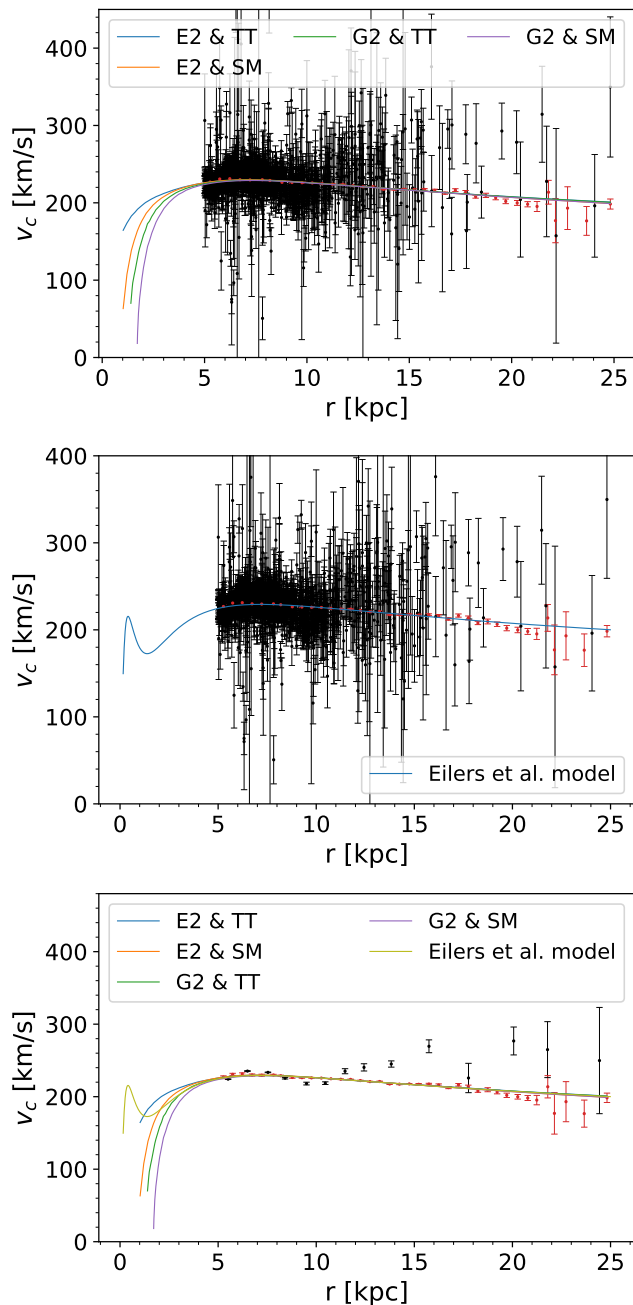 E2 & TT G2 & TT G2 & SM
E2 & SM
400
300
200
100
0
v_c [km/s]
0 5 10 15 20 25
r [kpc]
400
300
200
100
0
v_c [km/s]
Eilers et al. model
0 5 10 15 20 25
r [kpc]
E2 & TT G2 & SM
E2 & SM Eilers et al. model
G2 & TT
400
300
200
100
0
v_c [km/s]
0 5 10 15 20 25
r [kpc]